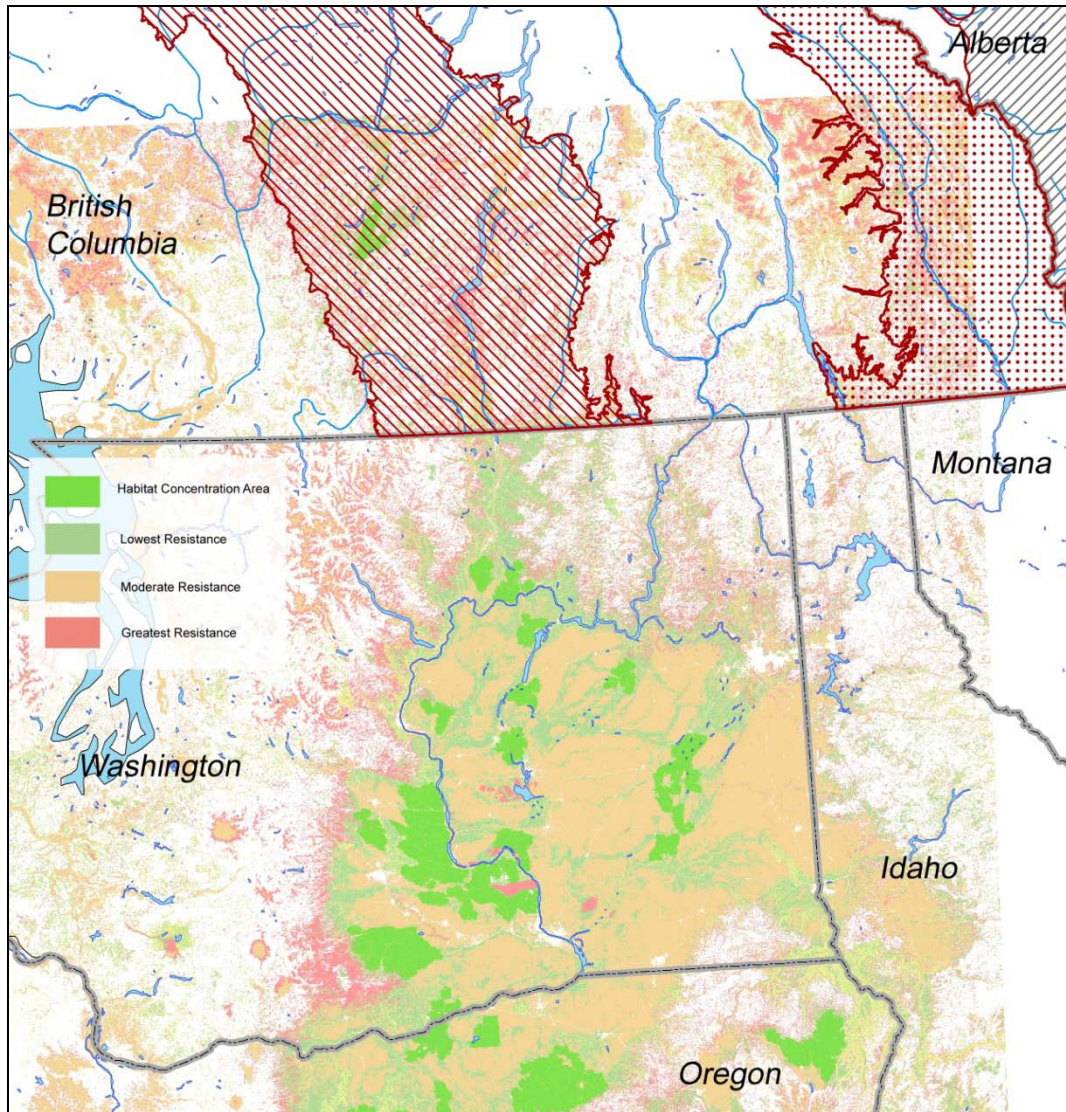 Alberta
British
Columbia
Montana
Habitat Concentration Area
Lowest Resistance
Moderate Resistance
Greatest Resistance
Washington
Idaho
Oregon